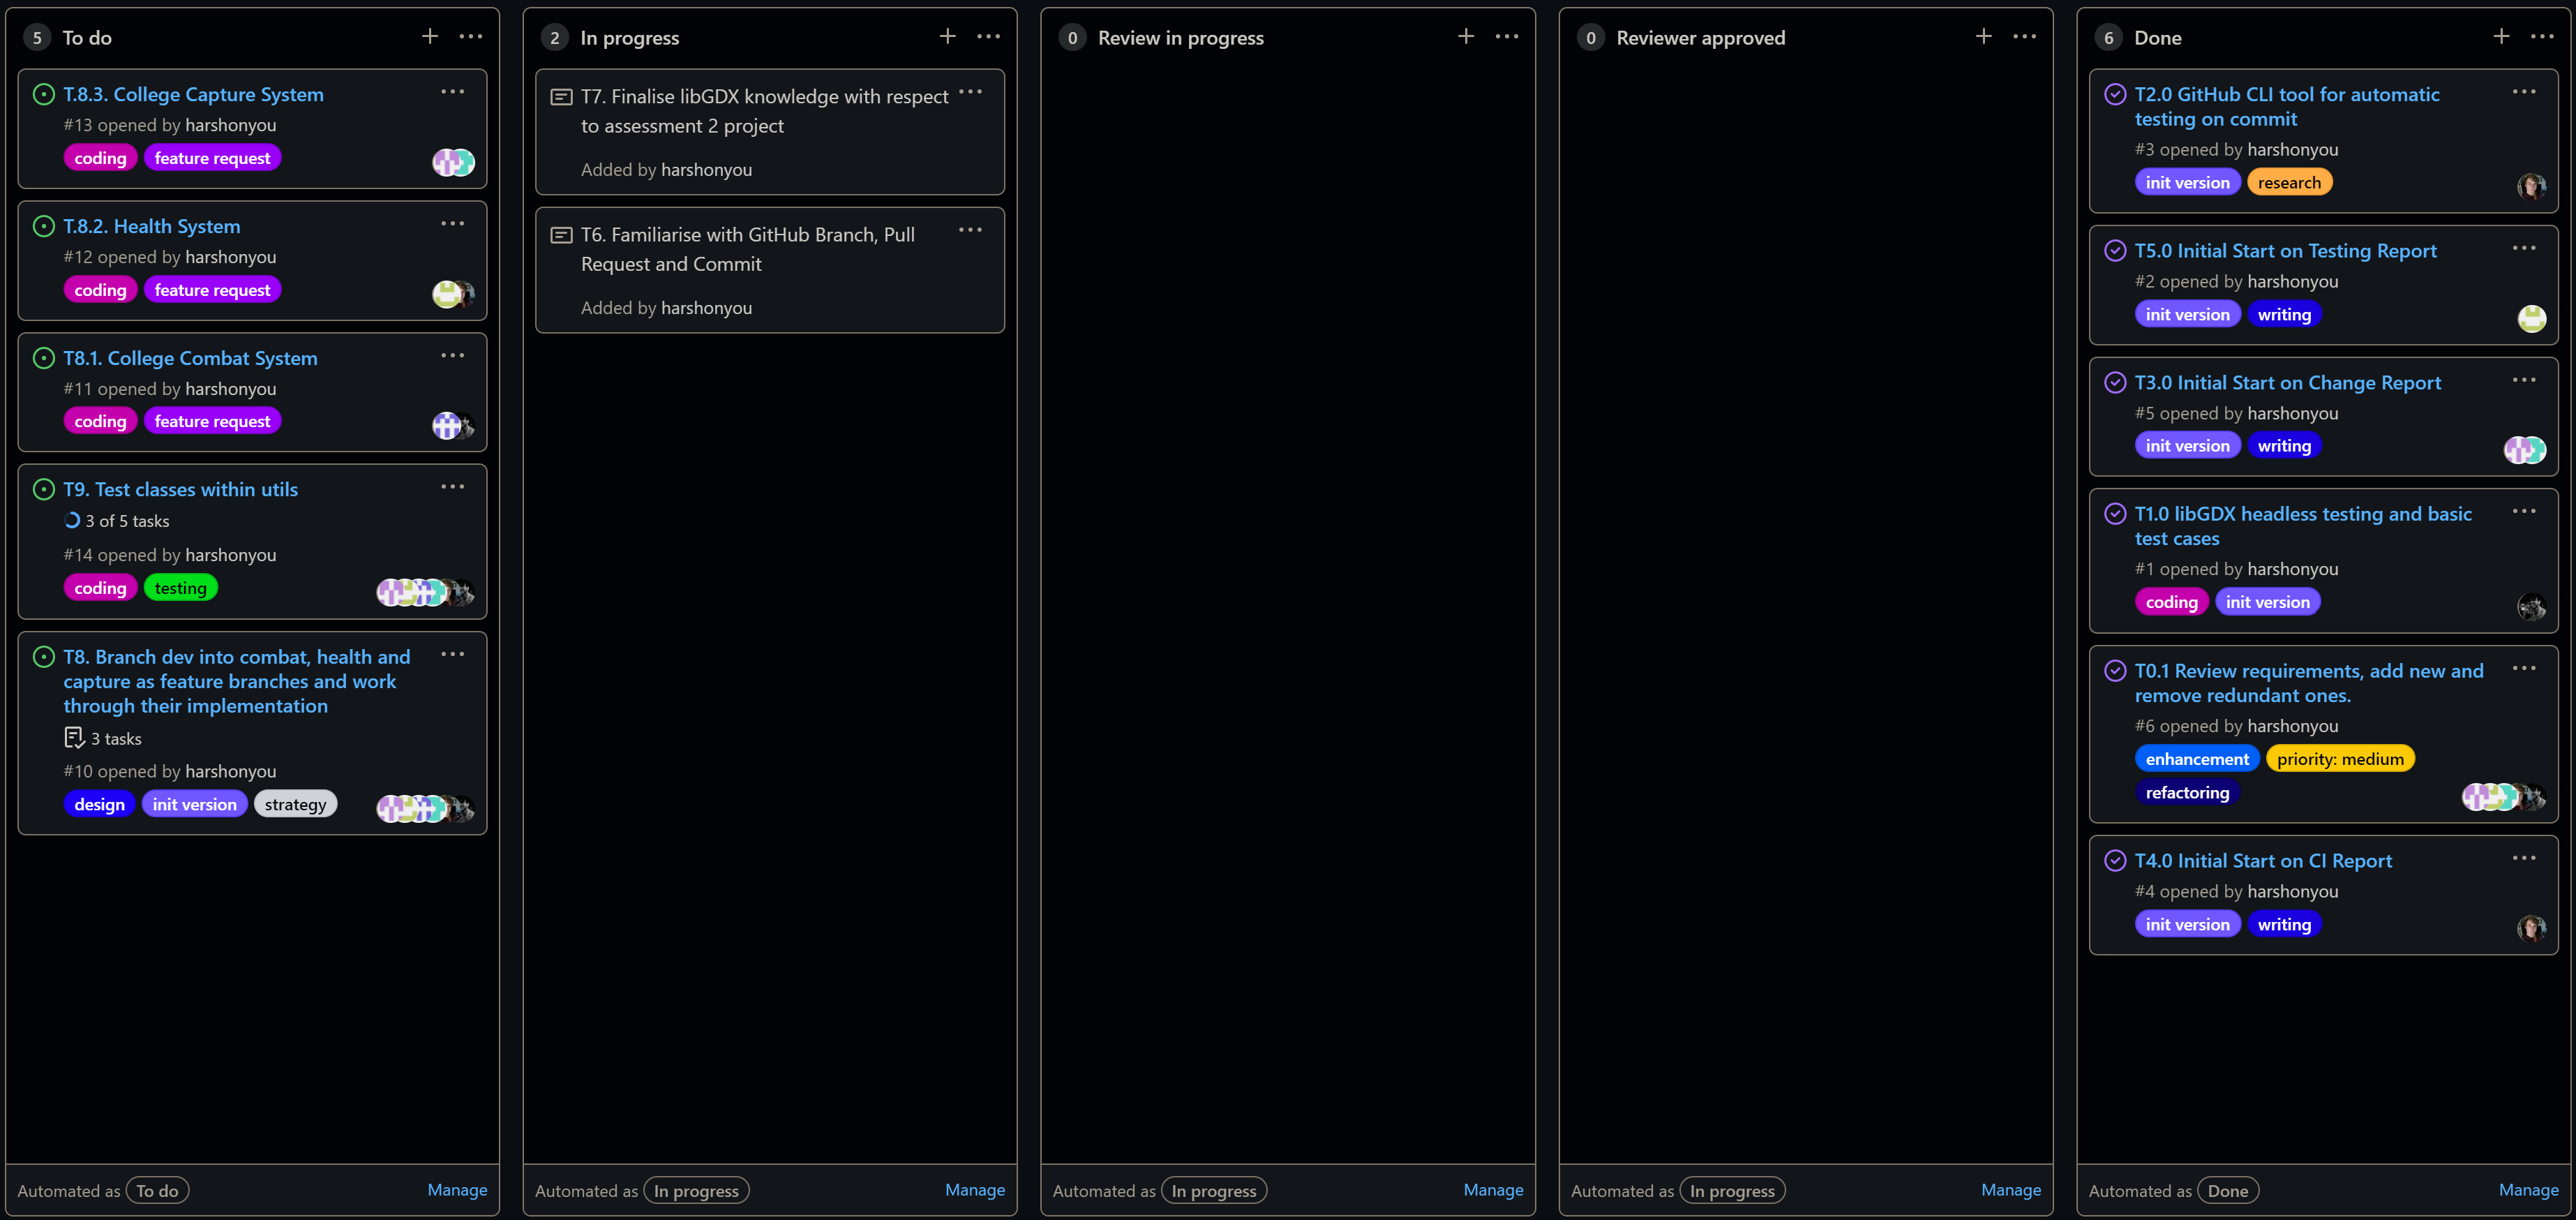 5 To do
T.8.3. College Capture System
#13 opened by harshonyou
coding feature request
T.8.2. Health System
#12 opened by harshonyou
coding feature request
T8.1. College Combat System
#11 opened by harshonyou
coding feature request
T9. Test classes within utils
3 of 5 tasks
#14 opened by harshonyou
coding testing
T8. Branch dev into combat, health and
capture as feature branches and work
through their implementation
3 tasks
#10 opened by harshonyou
design init version strategy
Automated as To do Manage
2 In progress
T7. Finalise libGDX knowledge with respect
to assessment 2 project
Added by harshonyou
T6. Familiarise with GitHub Branch, Pull
Request and Commit
Added by harshonyou
Automated as In progress Manage
0 Review in progress
Automated as In progress Manage
0 Reviewer approved
Automated as In progress Manage
6 Done
T2.0 GitHub CLI tool for automatic
testing on commit
#3 opened by harshonyou
init version research
T5.0 Initial Start on Testing Report
#2 opened by harshonyou
init version writing
T3.0 Initial Start on Change Report
#5 opened by harshonyou
init version writing
T1.0 libGDX headless testing and basic
test cases
#1 opened by harshonyou
coding init version
T0.1 Review requirements, add new and
remove redundant ones.
#6 opened by harshonyou
enhancement priority: medium
refactoring
T4.0 Initial Start on CI Report
#4 opened by harshonyou
init version writing
Automated as Done Manage